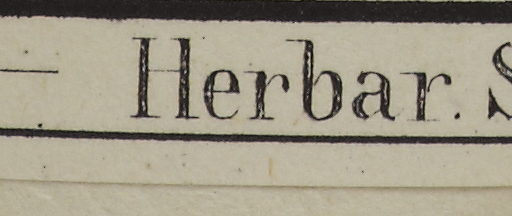 — Herbar. S